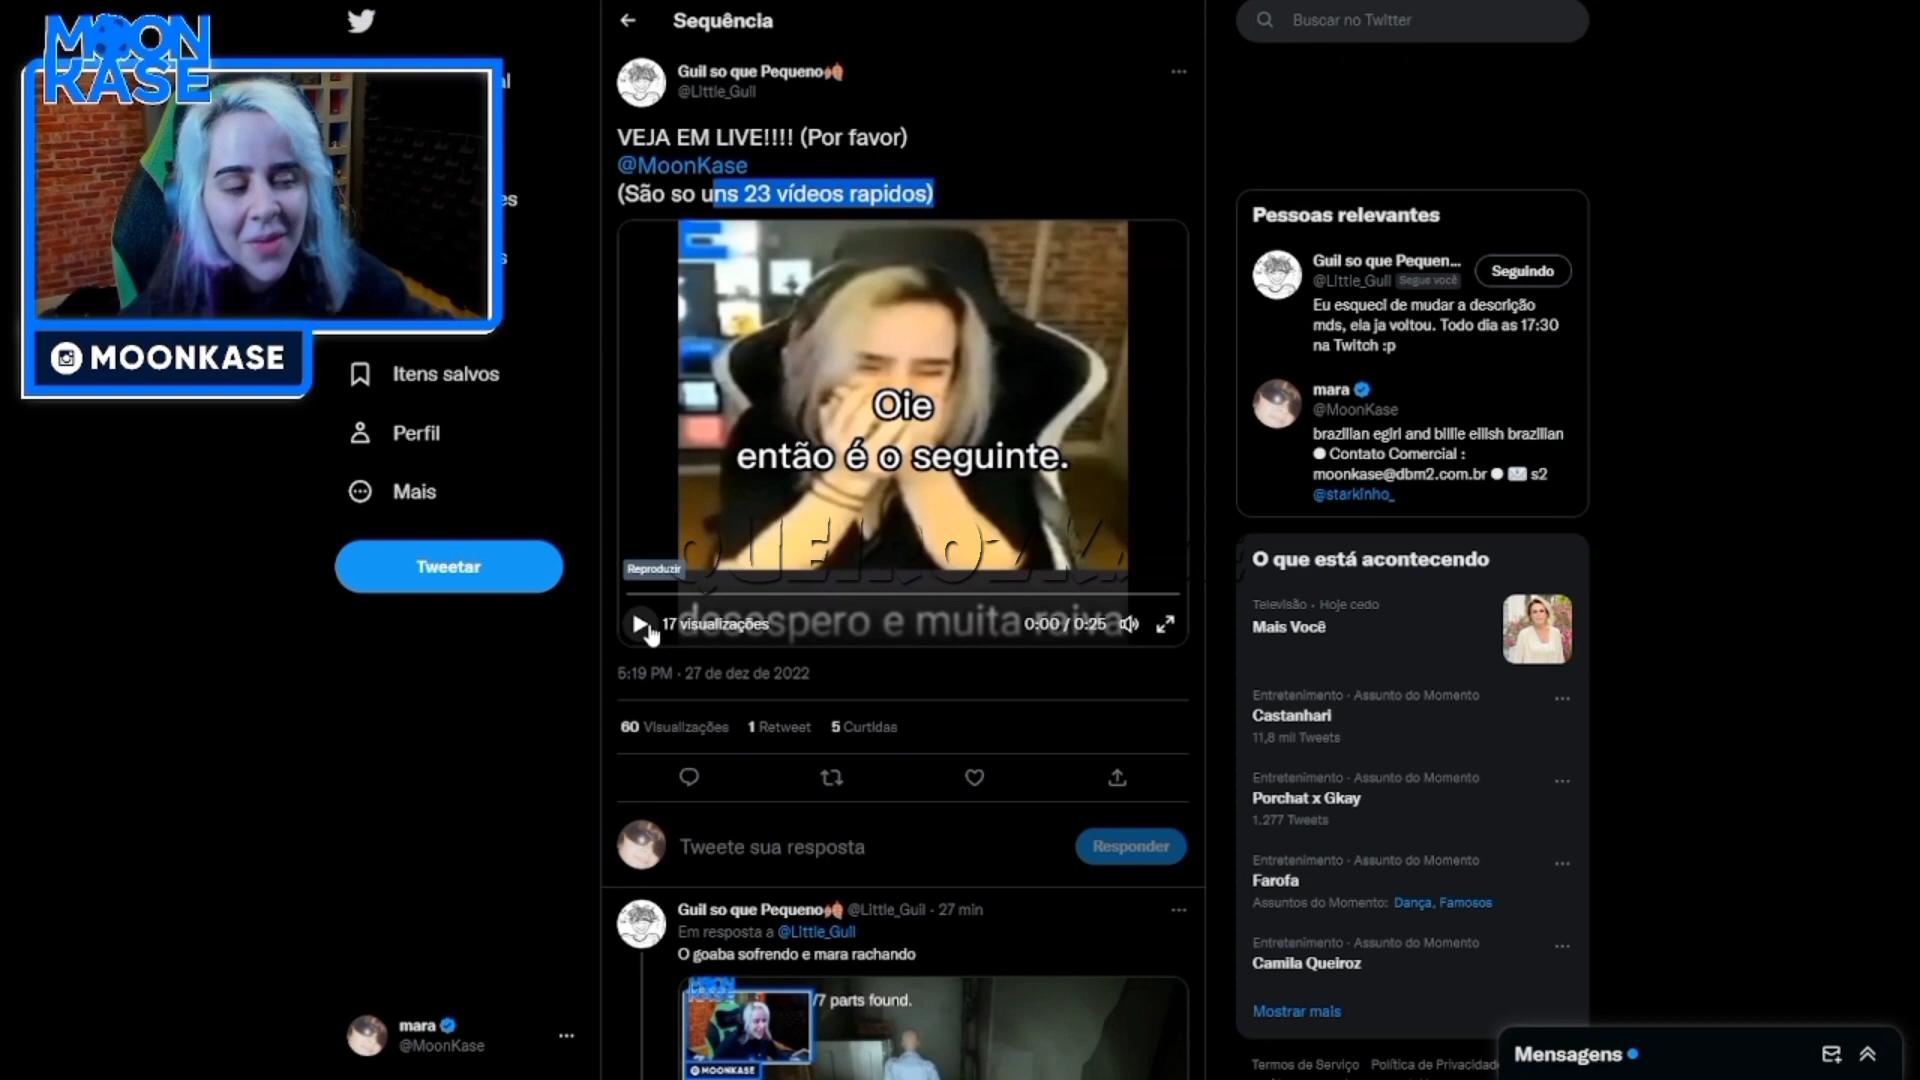 MOON
KASE
MOONKASE
Itens salvos
Perfil
Mais
Tweetar
mara
@MoonKase
Sequência
Guil so que Pequeno
@Little_Guil
VEJA EM LIVE!!!! (Por favor)
@MoonKase
(São so uns 23 vídeos rapidos)
Oie
então é o seguinte.
QUEIROZKASE
Reproduzir
desespero e muita raiva
17 visualizações
0:00 / 0:25
5:19 PM · 27 de dez de 2022
60 Visualizações 1 Retweet 5 Curtidas
Tweete sua resposta
Responder
Guil so que Pequeno @Little_Guil · 27 min
Em resposta a @Little_Guil
O goaba sofrendo e mara rachando
MOON
KASE
/7 parts found.
MOONKASE
Buscar no Twitter
Pessoas relevantes
Guil so que Pequen...
@Little_Guil Segue você
Seguindo
Eu esqueci de mudar a descrição
mds, ela ja voltou. Todo dia as 17:30
na Twitch :p
mara
@MoonKase
brazilian egirl and billie eilish brazilian
Contato Comercial :
moonkase@dbm2.com.br s2
@starkinho_
O que está acontecendo
Televisão · Hoje cedo
Mais Você
Entretenimento · Assunto do Momento
Castanhari
11,8 mil Tweets
Entretenimento · Assunto do Momento
Porchat x Gkay
1.277 Tweets
Entretenimento · Assunto do Momento
Farofa
Assuntos do Momento: Dança, Famosos
Entretenimento · Assunto do Momento
Camila Queiroz
Mostrar mais
Termos de Serviço Política de Privacidade
Mensagens